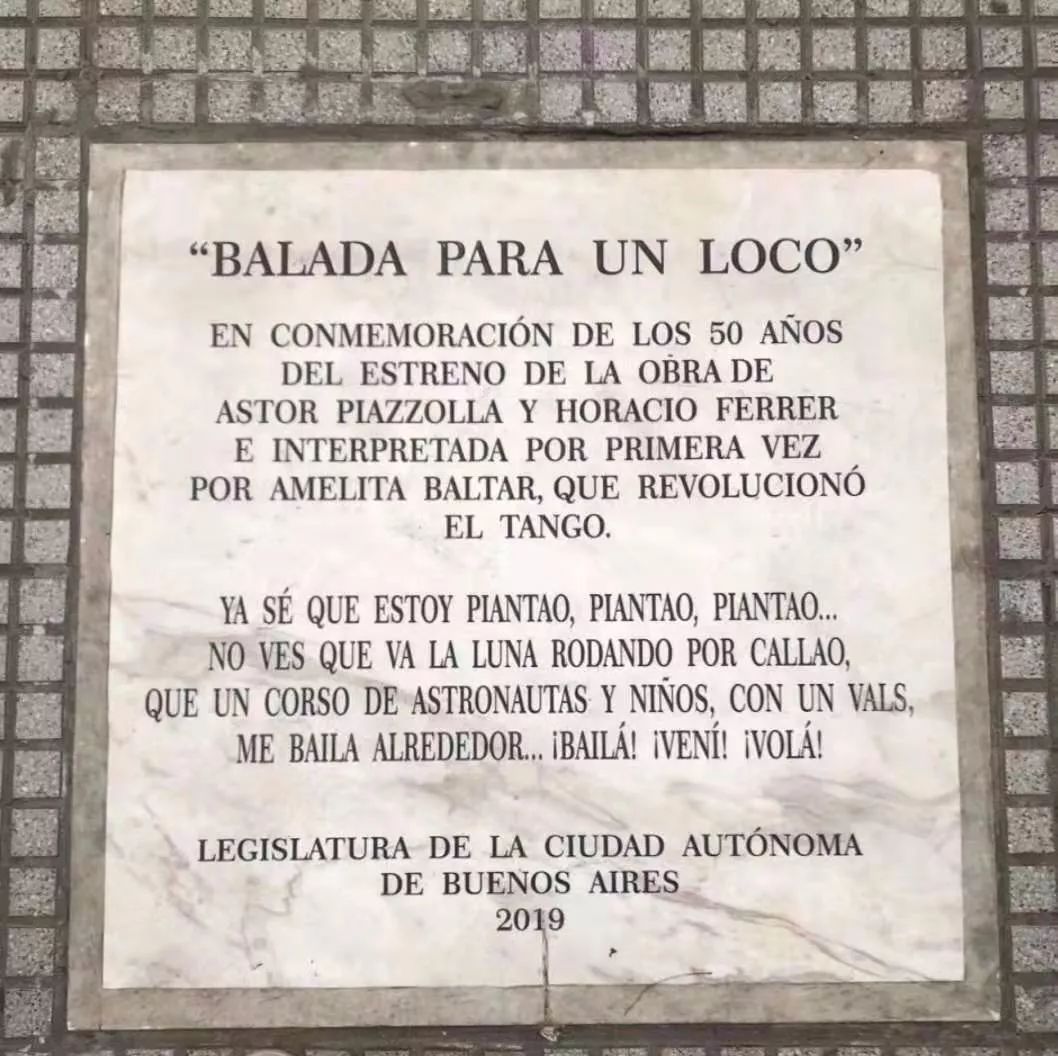 “BALADA PARA UN LOCO”
EN CONMEMORACIÓN DE LOS 50 AÑOS
DEL ESTRENO DE LA OBRA DE
ASTOR PIAZZOLLA Y HORACIO FERRER
E INTERPRETADA POR PRIMERA VEZ
POR AMELITA BALTAR, QUE REVOLUCIONÓ
EL TANGO.
YA SÉ QUE ESTOY PIANTAO, PIANTAO, PIANTAO...
NO VES QUE VA LA LUNA RODANDO POR CALLAO,
QUE UN CORSO DE ASTRONAUTAS Y NIÑOS, CON UN VALS,
ME BAILA ALREDEDOR... ¡BAILÁ! ¡VENÍ! ¡VOLÁ!
LEGISLATURA DE LA CIUDAD AUTÓNOMA
DE BUENOS AIRES
2019